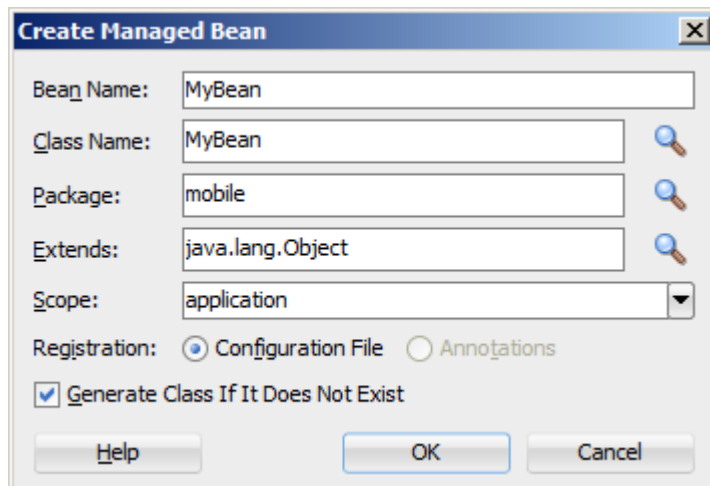 Create Managed Bean
Bean Name: MyBean
Class Name: MyBean
Package: mobile
Extends: java.lang.Object
Scope: application
Registration: Configuration File Annotations
Generate Class If It Does Not Exist
Help OK Cancel